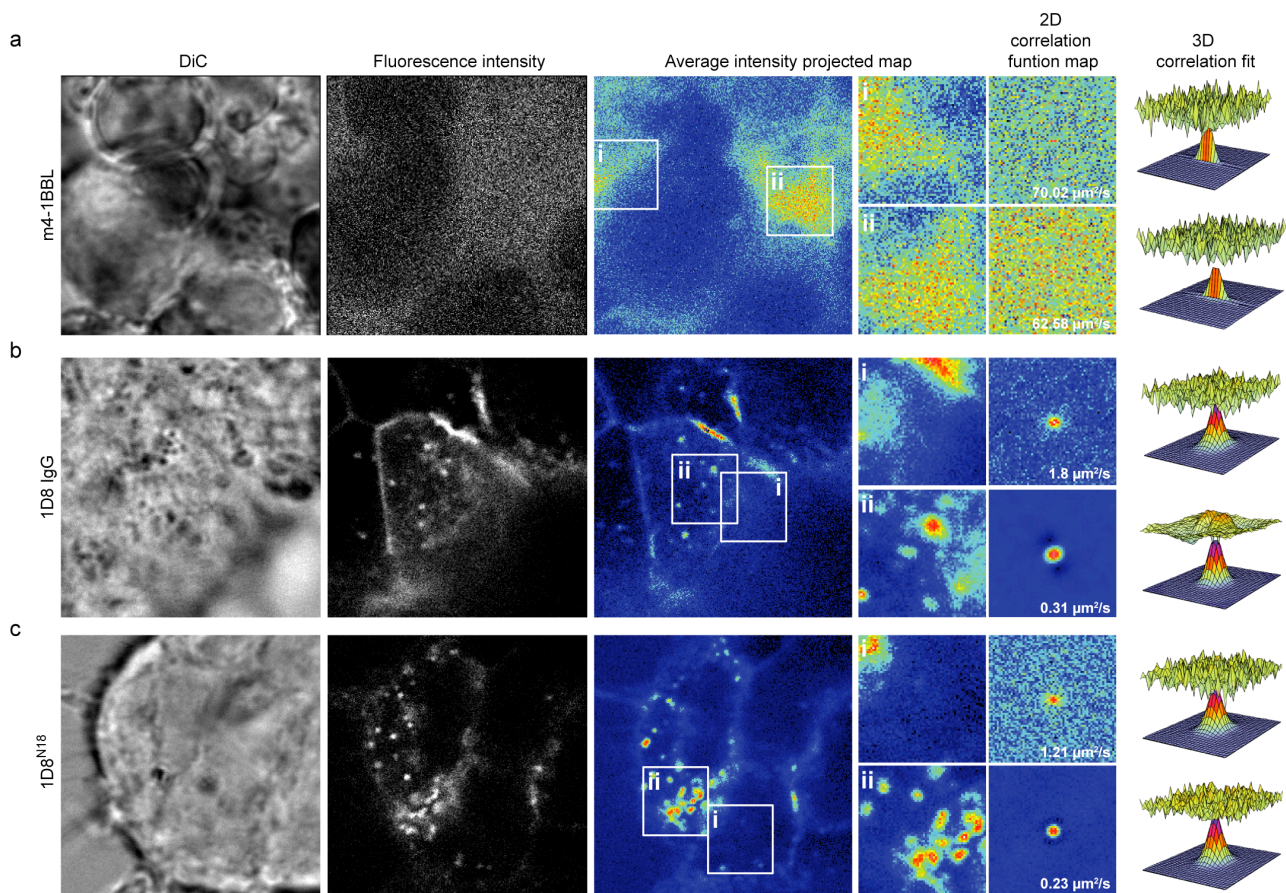 a
DiC
Fluorescence intensity
Average intensity projected map
2D
correlation
funtion map
3D
correlation fit
m4-1BBL
i
ii
i
70.02 µm²/s
ii
62.58 µm²/s
b
1D8 IgG
ii
i
i
1.8 µm²/s
ii
0.31 µm²/s
c
1D8ᴺ¹⁸
ii
i
i
1.21 µm²/s
ii
0.23 µm²/s